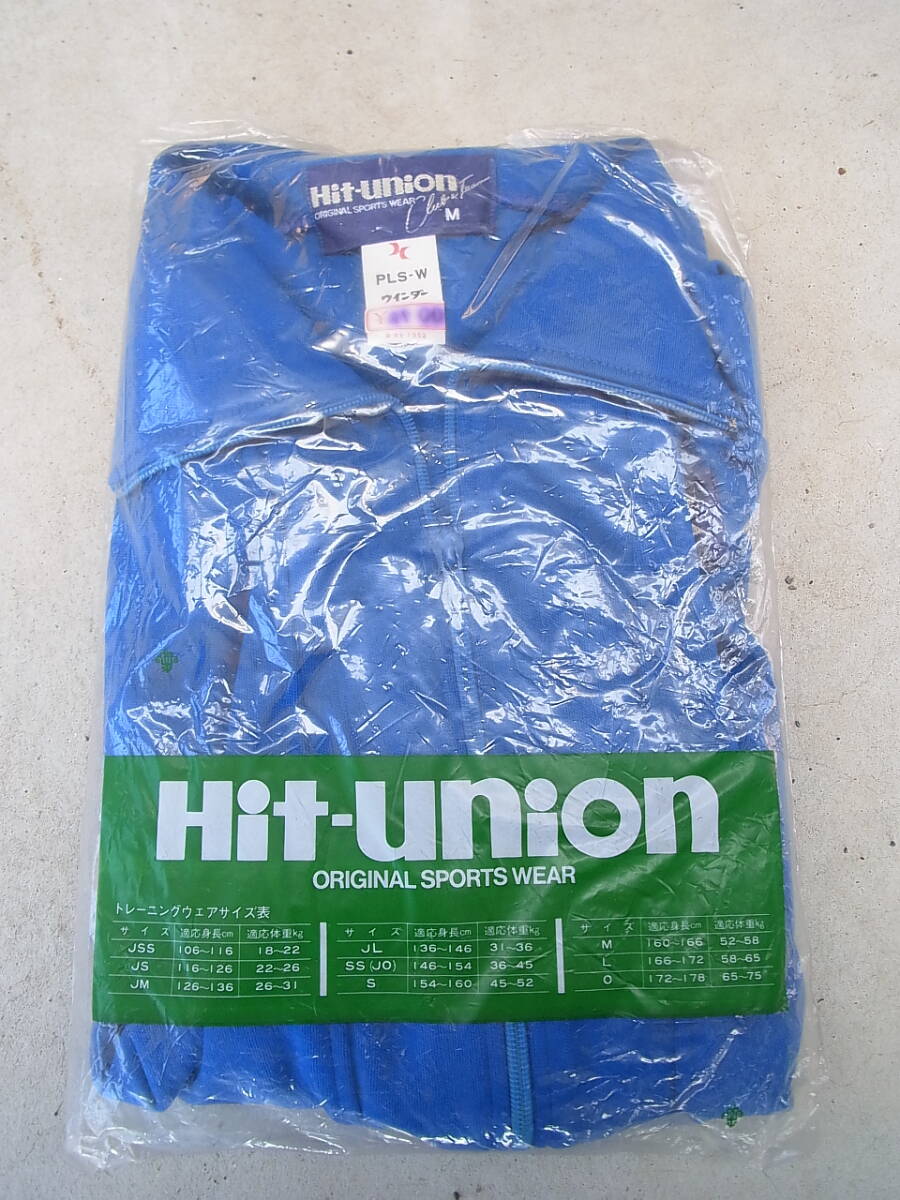 Hit-union
ORIGINAL SPORTS WEAR
M
PLS-W
ウインダー
Hit-union
ORIGINAL SPORTS WEAR
トレーニングウェアサイズ表
サイズ 適応身長cm 適応体重kg
JSS 106~116 18~22
JS 116~126 22~26
JM 126~136 26~31
サイズ 適応身長cm 適応体重kg
JL 136~146 31~36
SS(JO) 146~154 36~45
S 154~160 45~52
サイズ 適応身長cm 適応体重kg
M 160~166 52~58
L 166~172 58~65
O 172~178 65~75